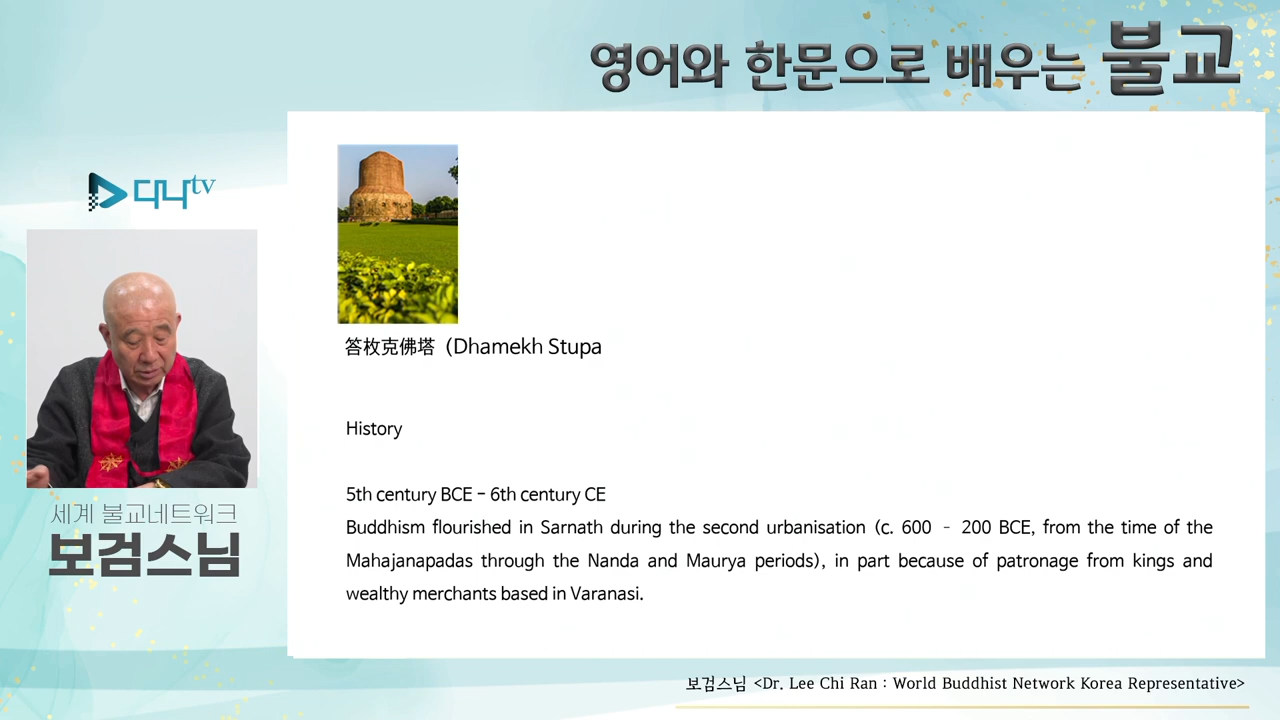 영어와 한문으로 배우는 불교
디나tv
答枚克佛塔 (Dhamekh Stupa
History
5th century BCE – 6th century CE
Buddhism flourished in Sarnath during the second urbanisation (c. 600 – 200 BCE, from the time of the
Mahajanapadas through the Nanda and Maurya periods), in part because of patronage from kings and
wealthy merchants based in Varanasi.
세계 불교네트워크
보검스님
보검스님 <Dr. Lee Chi Ran : World Buddhist Network Korea Representative>